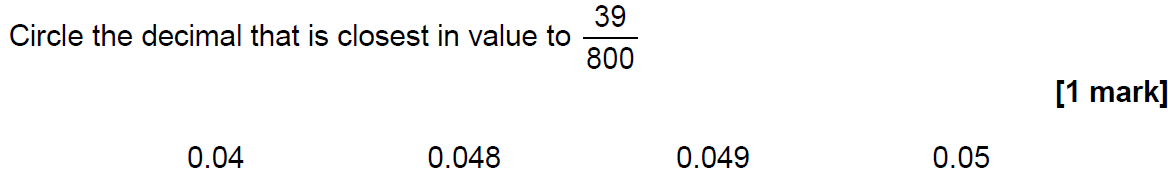 Circle the decimal that is closest in value to 39/800
[1 mark]
0.04 0.048 0.049 0.05